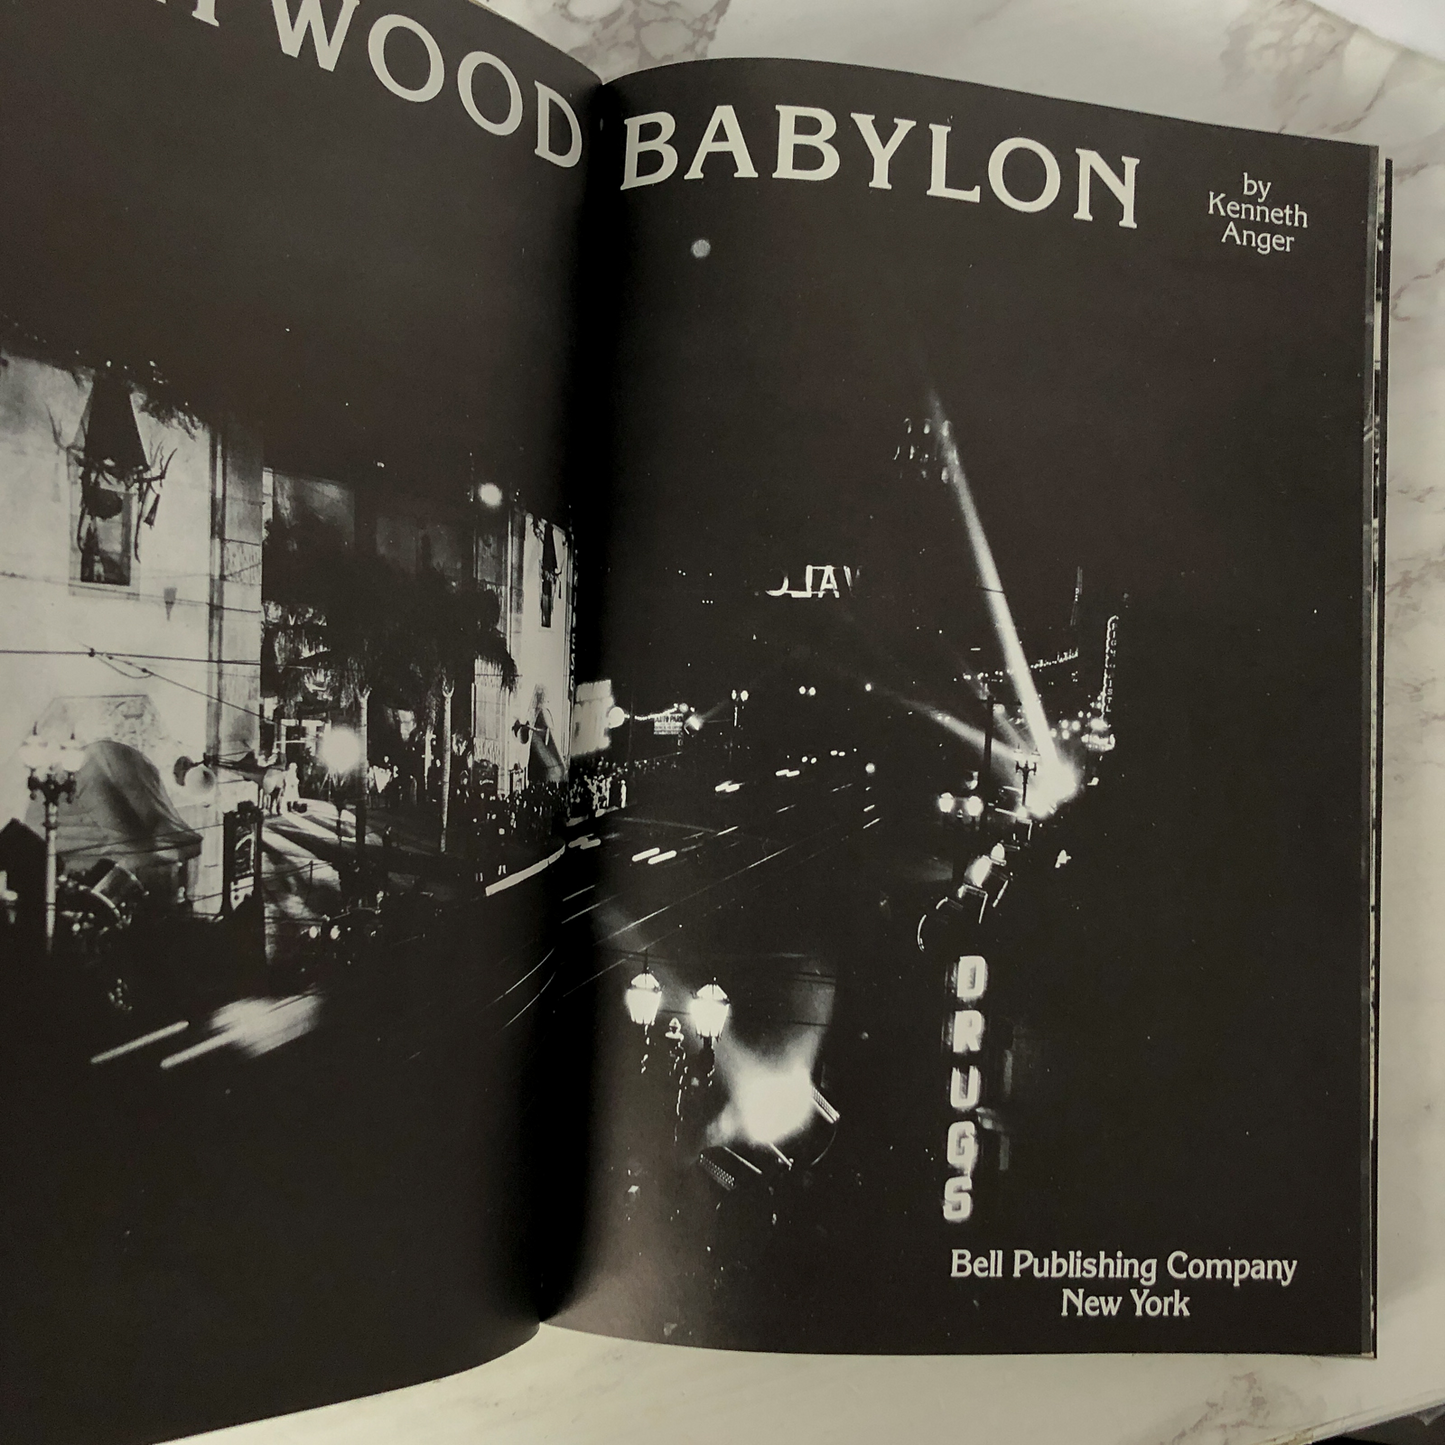 WOOD BABYLON
by
Kenneth
Anger
DRUGS
Bell Publishing Company
New York